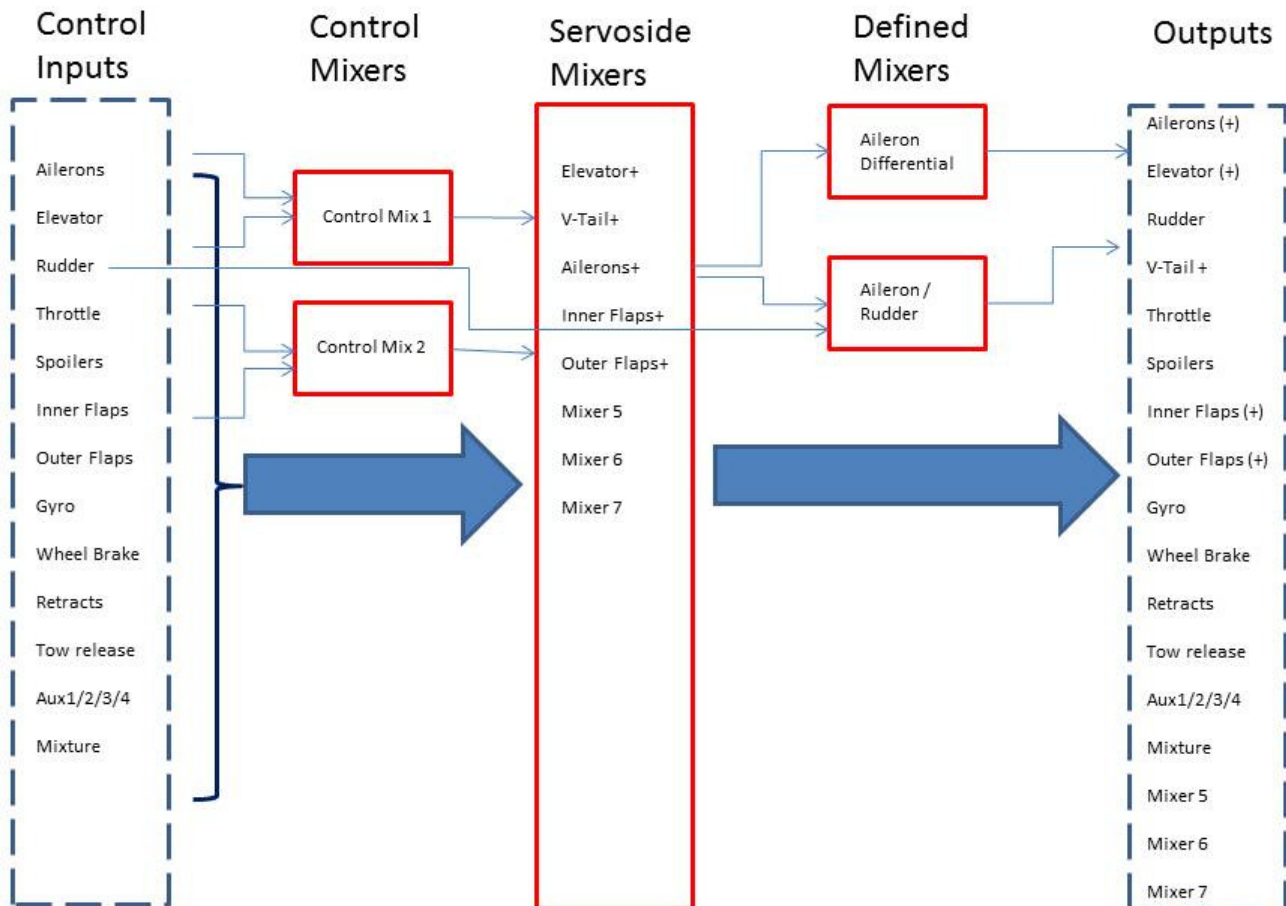 Control
Inputs
Control
Mixers
Servoside
Mixers
Defined
Mixers
Outputs
Ailerons
Elevator
Rudder
Throttle
Spoilers
Inner Flaps
Outer Flaps
Gyro
Wheel Brake
Retracts
Tow release
Aux1/2/3/4
Mixture
Control Mix 1
Control Mix 2
Elevator+
V-Tail+
Ailerons+
Inner Flaps+
Outer Flaps+
Mixer 5
Mixer 6
Mixer 7
Aileron
Differential
Aileron /
Rudder
Ailerons (+)
Elevator (+)
Rudder
V-Tail +
Throttle
Spoilers
Inner Flaps (+)
Outer Flaps (+)
Gyro
Wheel Brake
Retracts
Tow release
Aux1/2/3/4
Mixture
Mixer 5
Mixer 6
Mixer 7